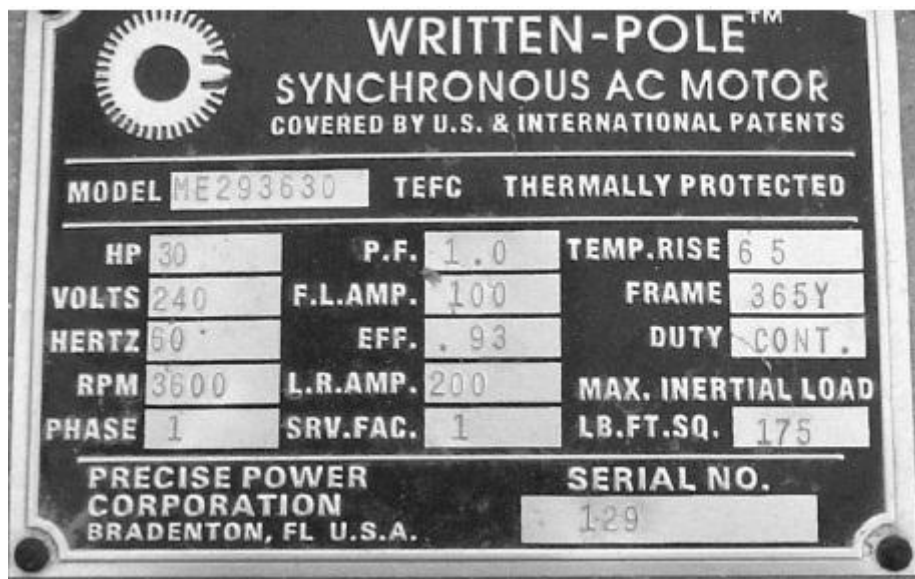 WRITTEN-POLE™
SYNCHRONOUS AC MOTOR
COVERED BY U.S. & INTERNATIONAL PATENTS
MODEL ME293630 TEFC THERMALLY PROTECTED
HP 30 P.F. 1.0 TEMP.RISE 65
VOLTS 240 F.L.AMP. 100 FRAME 365Y
HERTZ 60 EFF. .93 DUTY CONT.
RPM 3600 L.R.AMP. 200 MAX. INERTIAL LOAD
PHASE 1 SRV.FAC. 1 LB.FT.SQ. 175
PRECISE POWER SERIAL NO.
CORPORATION 129
BRADENTON, FL U.S.A.